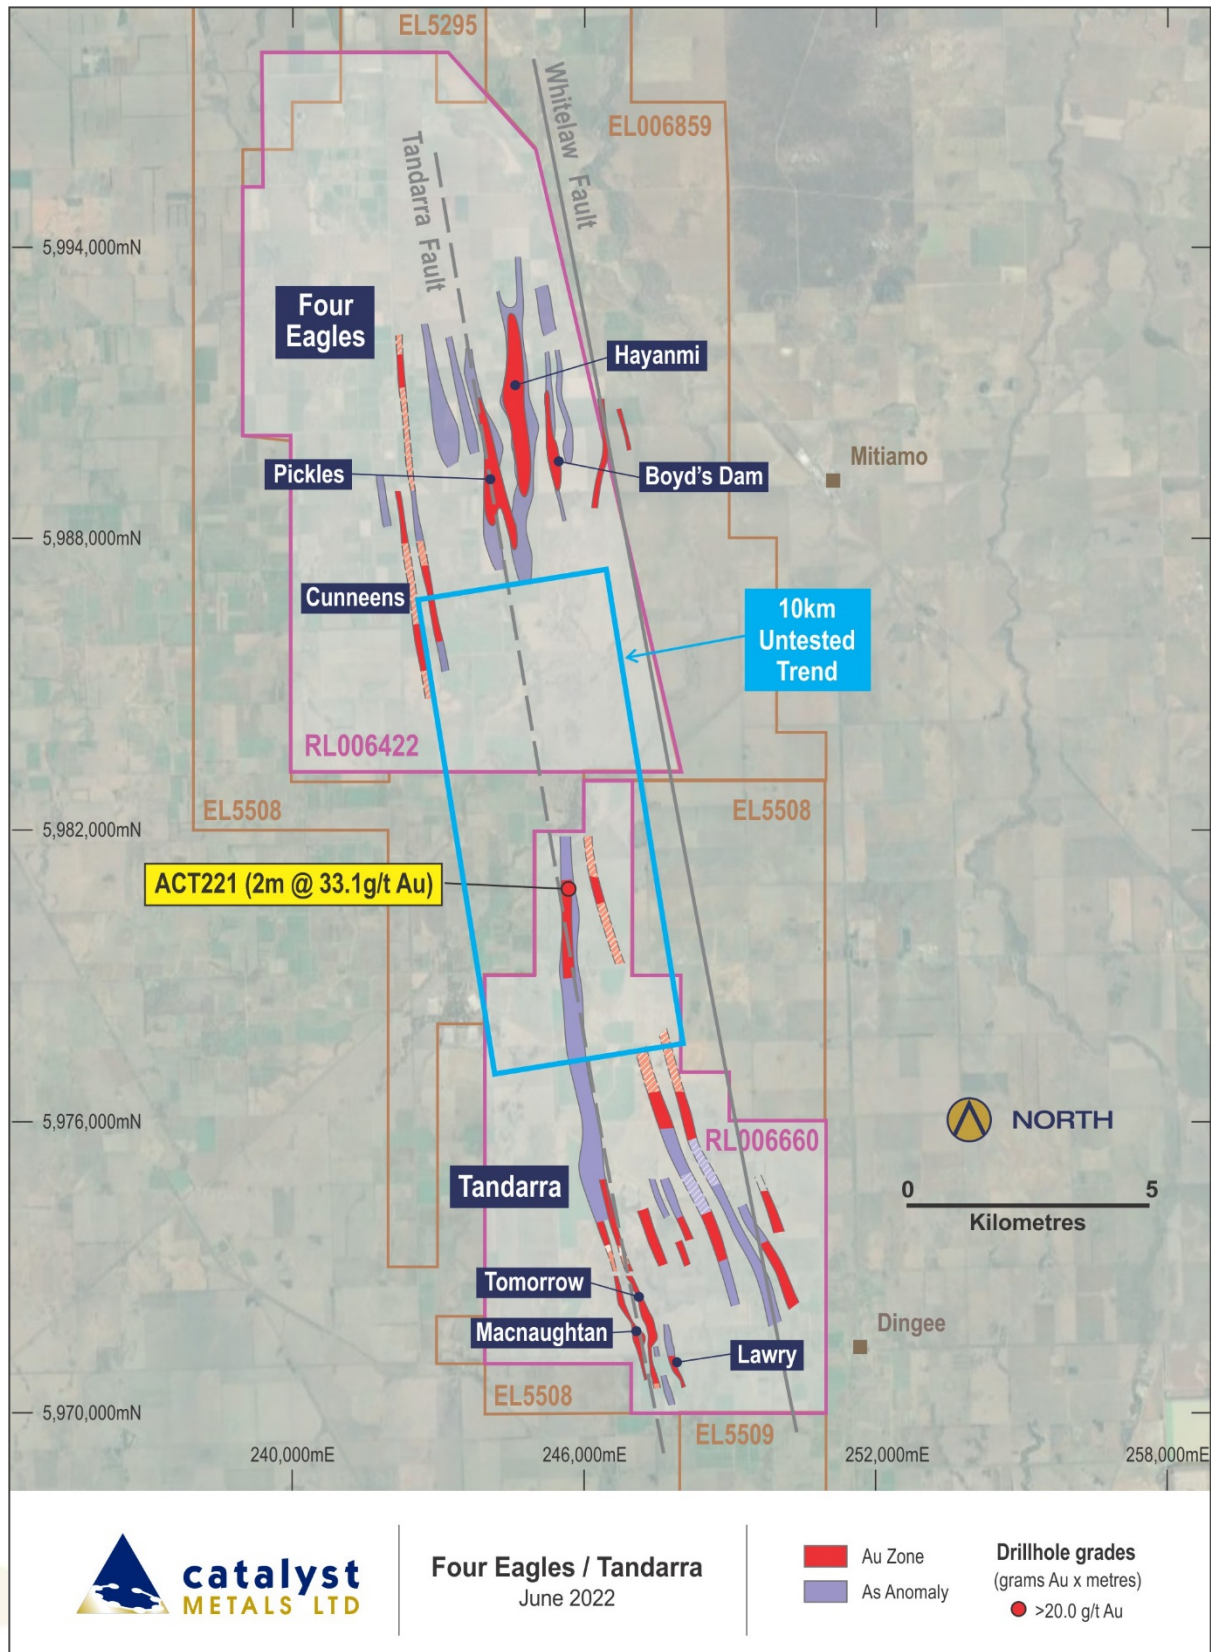 EL5295
Whitelaw Fault
EL006859
Tandarra Fault
5,994,000mN
Four
Eagles
Hayanmi
Mitiamo
Pickles
Boyd's Dam
5,988,000mN
Cunneens
10km
Untested
Trend
RL006422
EL5508
EL5508
5,982,000mN
ACT221 (2m @ 33.1g/t Au)
5,976,000mN
NORTH
RL006660
Tandarra
0 5
Kilometres
Tomorrow
Macnaughtan
Dingee
Lawry
EL5508
5,970,000mN
EL5509
240,000mE 246,000mE 252,000mE 258,000mE
catalyst
METALS LTD
Four Eagles / Tandarra
June 2022
Au Zone
As Anomaly
Drillhole grades
(grams Au x metres)
>20.0 g/t Au